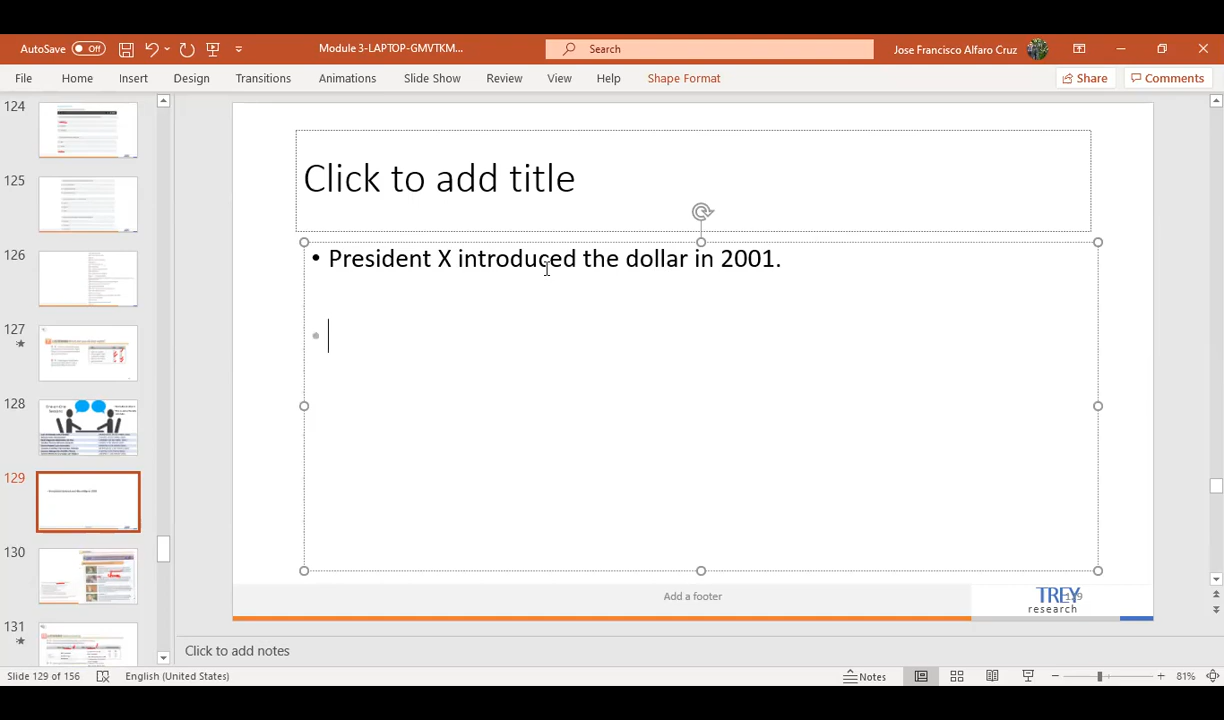 AutoSave Off Module 3-LAPTOP-GMVTKM... Search Jose Francisco Alfaro Cruz
File Home Insert Design Transitions Animations Slide Show Review View Help Shape Format Share Comments
124
125
126
127
128
129
130
131
Click to add title
• President X introduced the dollar in 2001.
Add a footer
TREY
research
Click to add notes
Slide 129 of 156 English (United States) Notes 81%